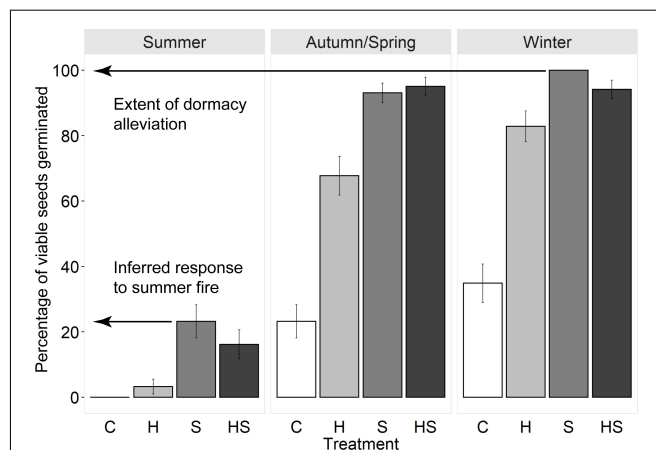 Summer
Autumn/Spring
Winter
Percentage of viable seeds germinated
100
80
60
40
20
0
Extent of dormacy
alleviation
Inferred response
to summer fire
C H S HS
C H S HS
C H S HS
Treatment